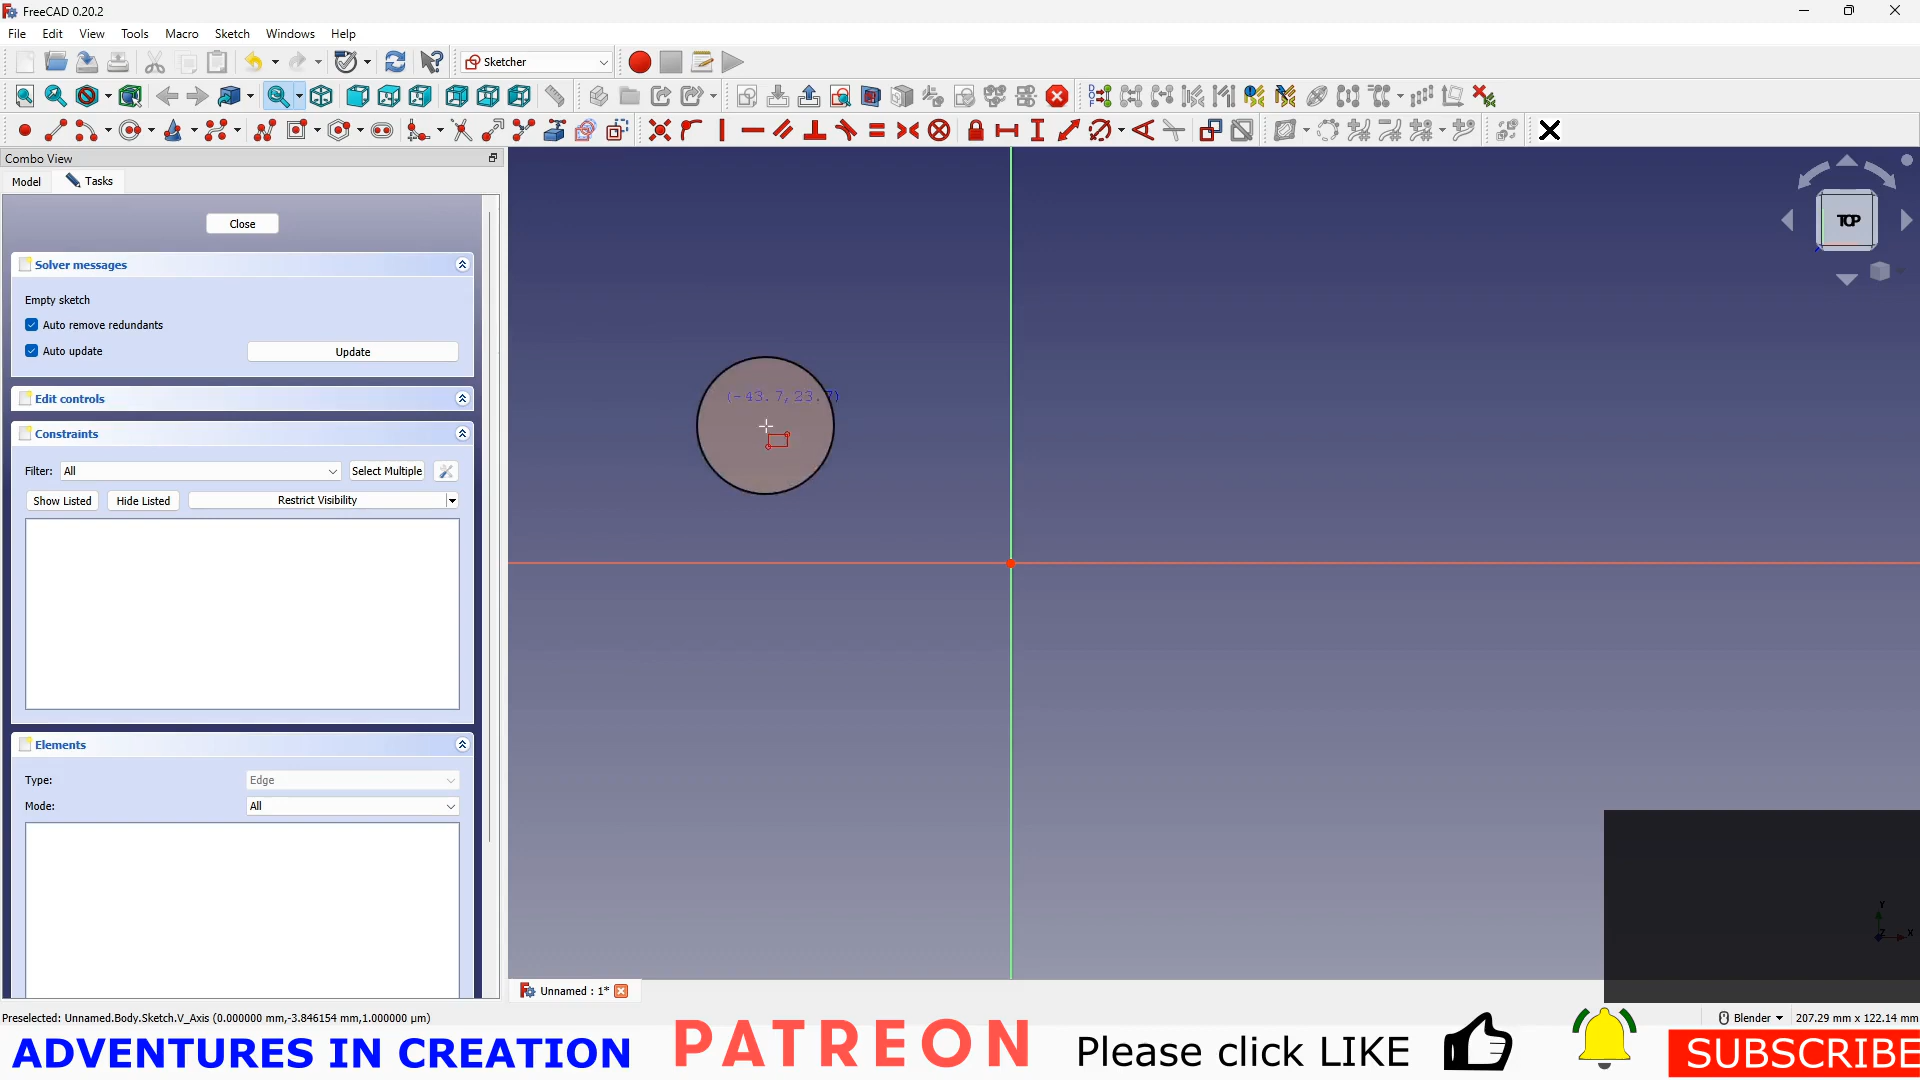 FreeCAD 0.20.2
File Edit View Tools Macro Sketch Windows Help
Sketcher
Combo View
Model Tasks
Close
Solver messages
Empty sketch
Auto remove redundants
Auto update Update
Edit controls
Constraints
Filter: All Select Multiple
Show Listed Hide Listed Restrict Visibility
Elements
Type: Edge
Mode: All
(-43.7,23.7)
TOP
Y
Z X
Unnamed : 1*
Preselected: Unnamed.Body.Sketch.V_Axis (0.000000 mm,-3.846154 mm,1.000000 µm)
Blender 207.29 mm x 122.14 mm
ADVENTURES IN CREATION PATREON Please click LIKE SUBSCRIBE